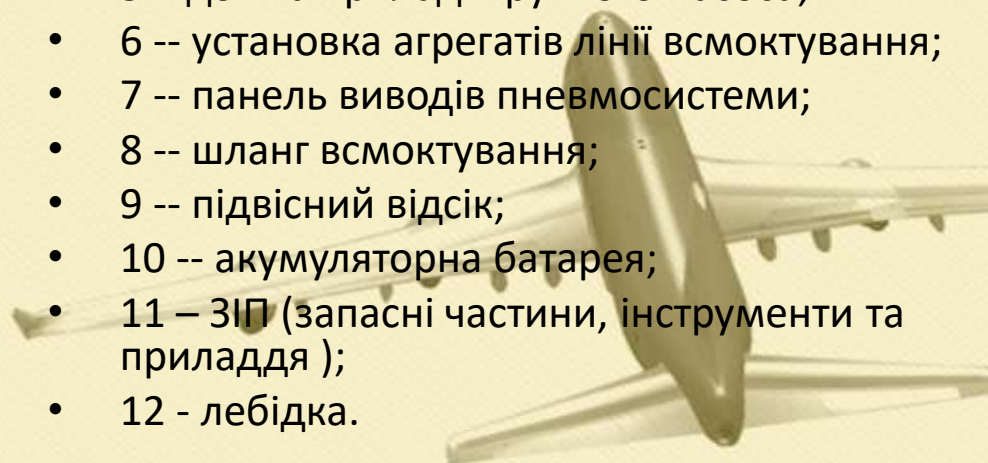 • 6 -- установка агрегатів лінії всмоктування;
• 7 -- панель виводів пневмосистеми;
• 8 -- шланг всмоктування;
• 9 -- підвісний відсік;
• 10 -- акумуляторна батарея;
• 11 – ЗІП (запасні частини, інструменти та
приладдя );
• 12 - лебідка.